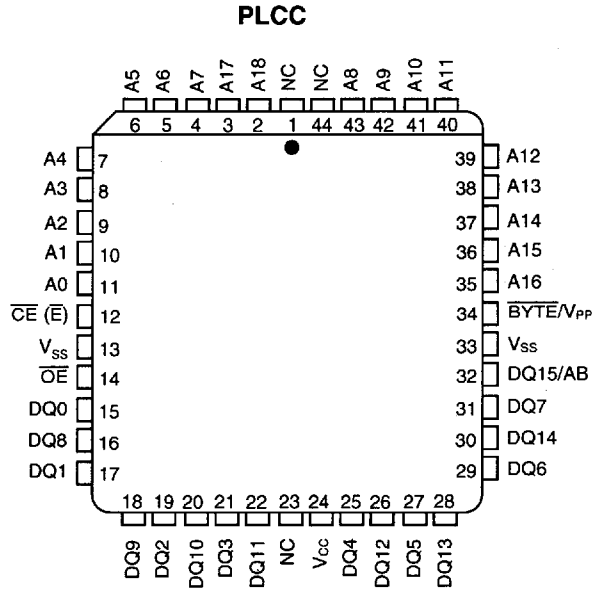 PLCC
A5 A6 A7 A17 A18 NC NC A8 A9 A10 A11
6 5 4 3 2 1 44 43 42 41 40
A4 7 39 A12
A3 8 38 A13
A2 9 37 A14
A1 10 36 A15
A0 11 35 A16
CE (E) 12 34 BYTE/VPP
VSS 13 33 VSS
OE 14 32 DQ15/AB
DQ0 15 31 DQ7
DQ8 16 30 DQ14
DQ1 17 29 DQ6
18 19 20 21 22 23 24 25 26 27 28
DQ9 DQ2 DQ10 DQ3 DQ11 NC VCC DQ4 DQ12 DQ5 DQ13